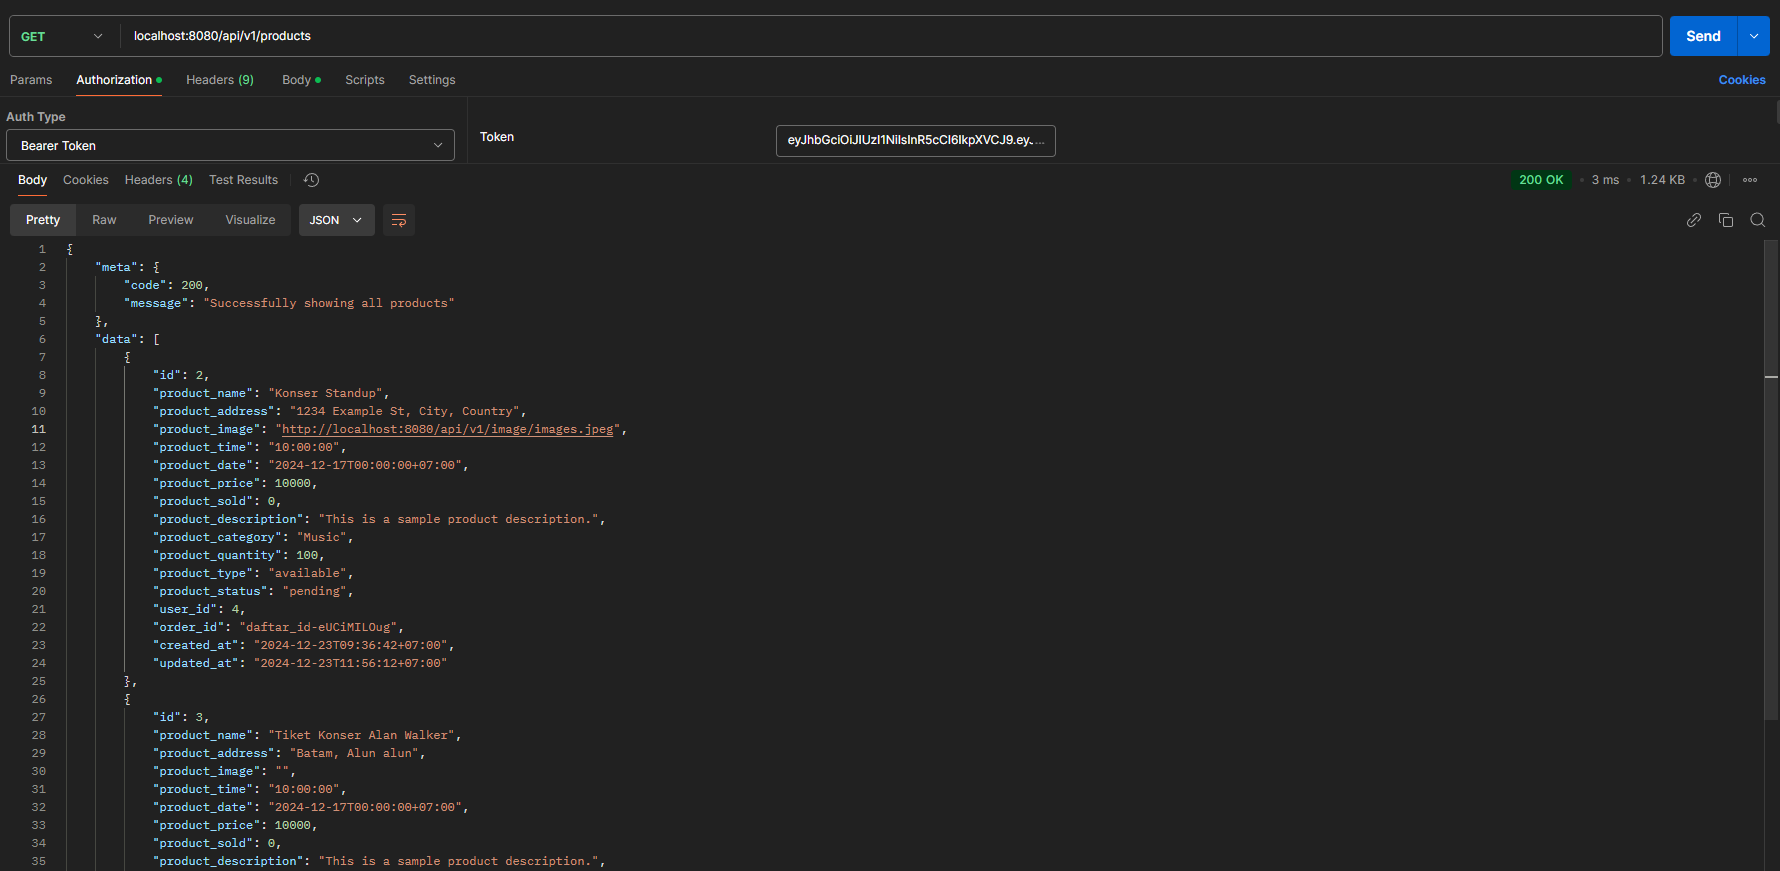 GET localhost:8080/api/v1/products Send
Params Authorization Headers (9) Body Scripts Settings Cookies
Auth Type
Bearer Token
Token eyJhbGciOiJIUzI1NiIsInR5cCI6IkpXVCJ9.eyJ...
Body Cookies Headers (4) Test Results 200 OK 3 ms 1.24 KB
Pretty Raw Preview Visualize JSON
1 {
2 "meta": {
3 "code": 200,
4 "message": "Successfully showing all products"
5 },
6 "data": [
7 {
8 "id": 2,
9 "product_name": "Konser Standup",
10 "product_address": "1234 Example St, City, Country",
11 "product_image": "http://localhost:8080/api/v1/image/images.jpeg",
12 "product_time": "10:00:00",
13 "product_date": "2024-12-17T00:00:00+07:00",
14 "product_price": 10000,
15 "product_sold": 0,
16 "product_description": "This is a sample product description.",
17 "product_category": "Music",
18 "product_quantity": 100,
19 "product_type": "available",
20 "product_status": "pending",
21 "user_id": 4,
22 "order_id": "daftar_id-eUCiMILOug",
23 "created_at": "2024-12-23T09:36:42+07:00",
24 "updated_at": "2024-12-23T11:56:12+07:00"
25 },
26 {
27 "id": 3,
28 "product_name": "Tiket Konser Alan Walker",
29 "product_address": "Batam, Alun alun",
30 "product_image": "",
31 "product_time": "10:00:00",
32 "product_date": "2024-12-17T00:00:00+07:00",
33 "product_price": 10000,
34 "product_sold": 0,
35 "product_description": "This is a sample product description.",